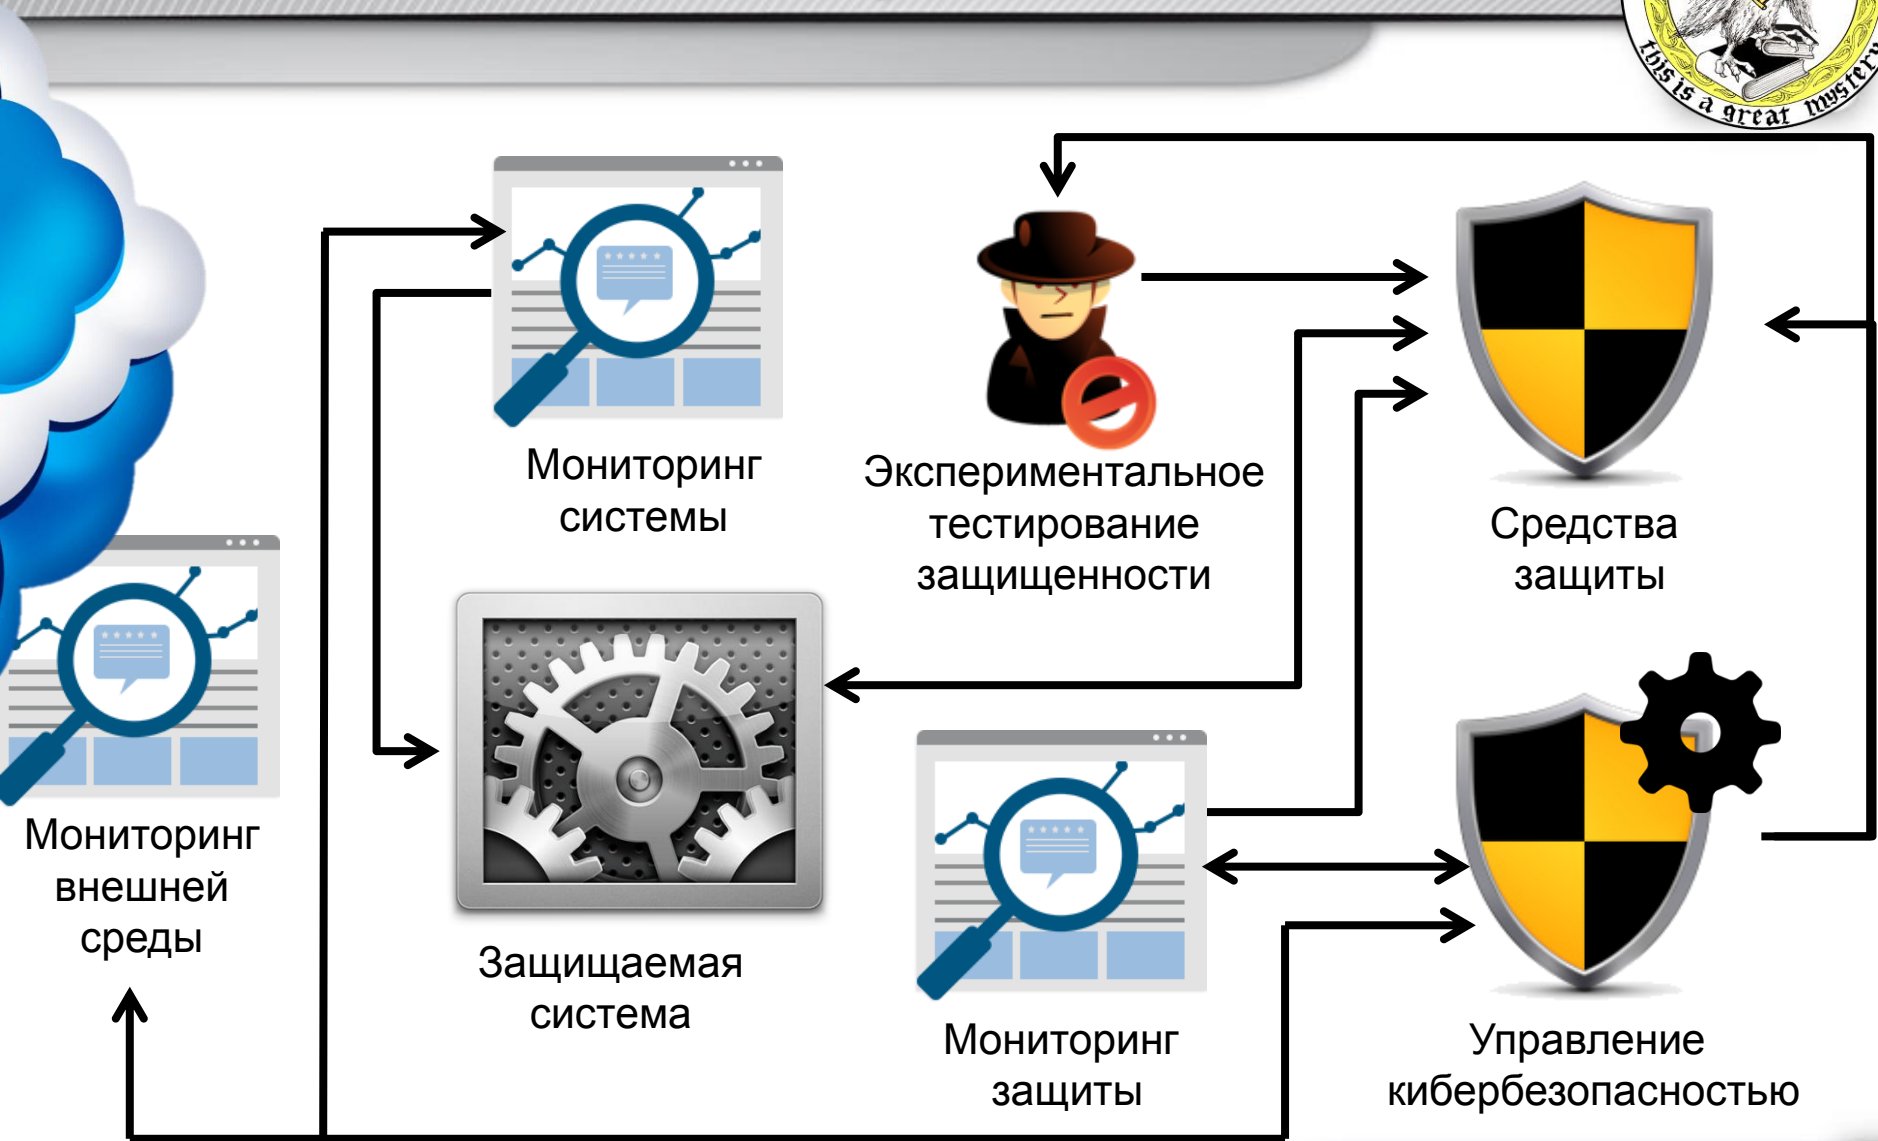 this is a great mystery
Мониторинг
системы
Экспериментальное
тестирование
защищенности
Средства
защиты
Мониторинг
внешней
среды
Защищаемая
система
Мониторинг
защиты
Управление
кибербезопасностью